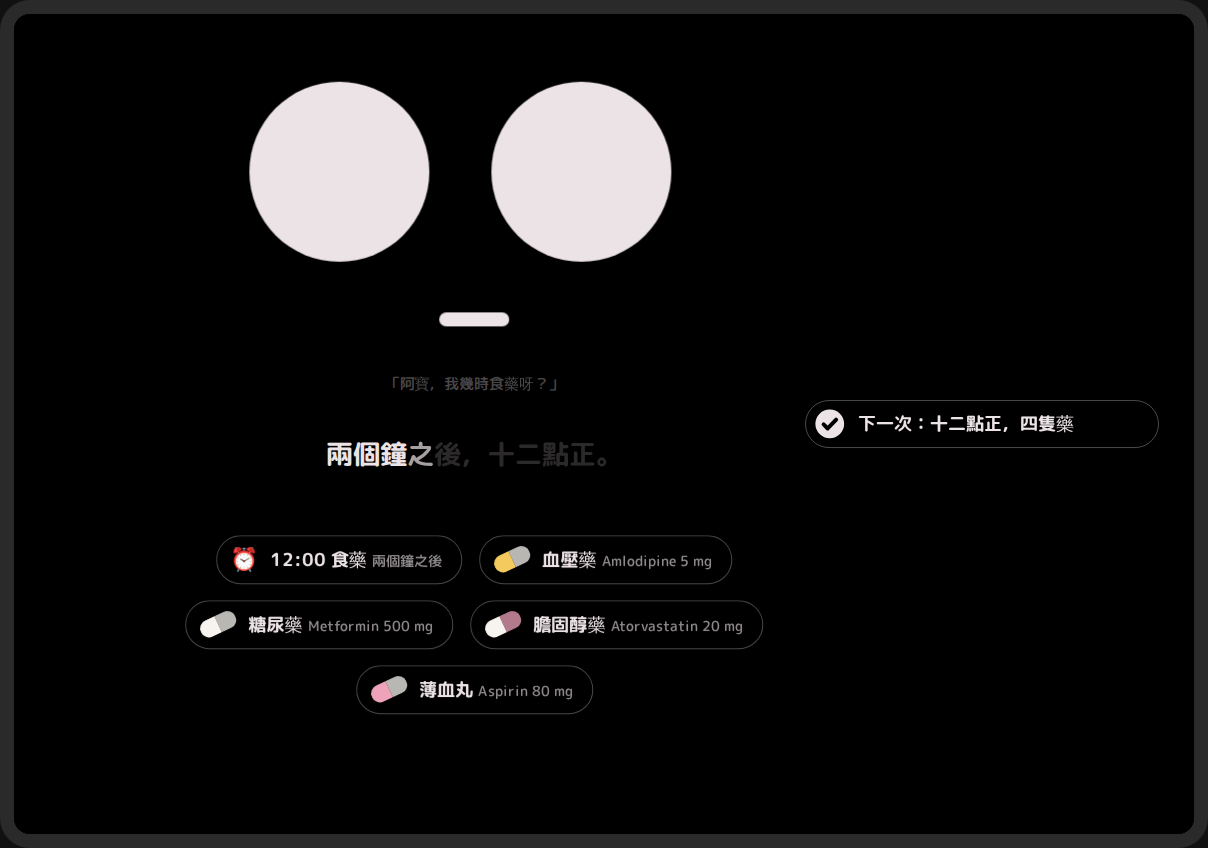 「阿寶，我幾時食藥呀？」
兩個鐘之後，十二點正。
下一次：十二點正，四隻藥
12:00 食藥 兩個鐘之後
血壓藥 Amlodipine 5 mg
糖尿藥 Metformin 500 mg
膽固醇藥 Atorvastatin 20 mg
薄血丸 Aspirin 80 mg